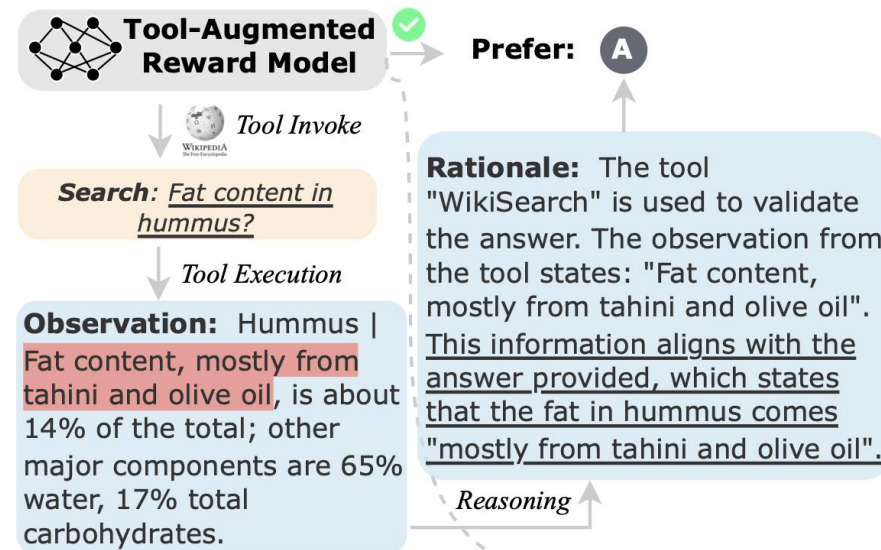 Tool-Augmented
Reward Model
Prefer: A
Tool Invoke
WIKIPEDIA
The Free Encyclopedia
Search: Fat content in
hummus?
Tool Execution
Observation: Hummus |
Fat content, mostly from
tahini and olive oil, is about
14% of the total; other
major components are 65%
water, 17% total
carbohydrates.
Reasoning
Rationale: The tool
"WikiSearch" is used to validate
the answer. The observation from
the tool states: "Fat content,
mostly from tahini and olive oil".
This information aligns with the
answer provided, which states
that the fat in hummus comes
"mostly from tahini and olive oil".